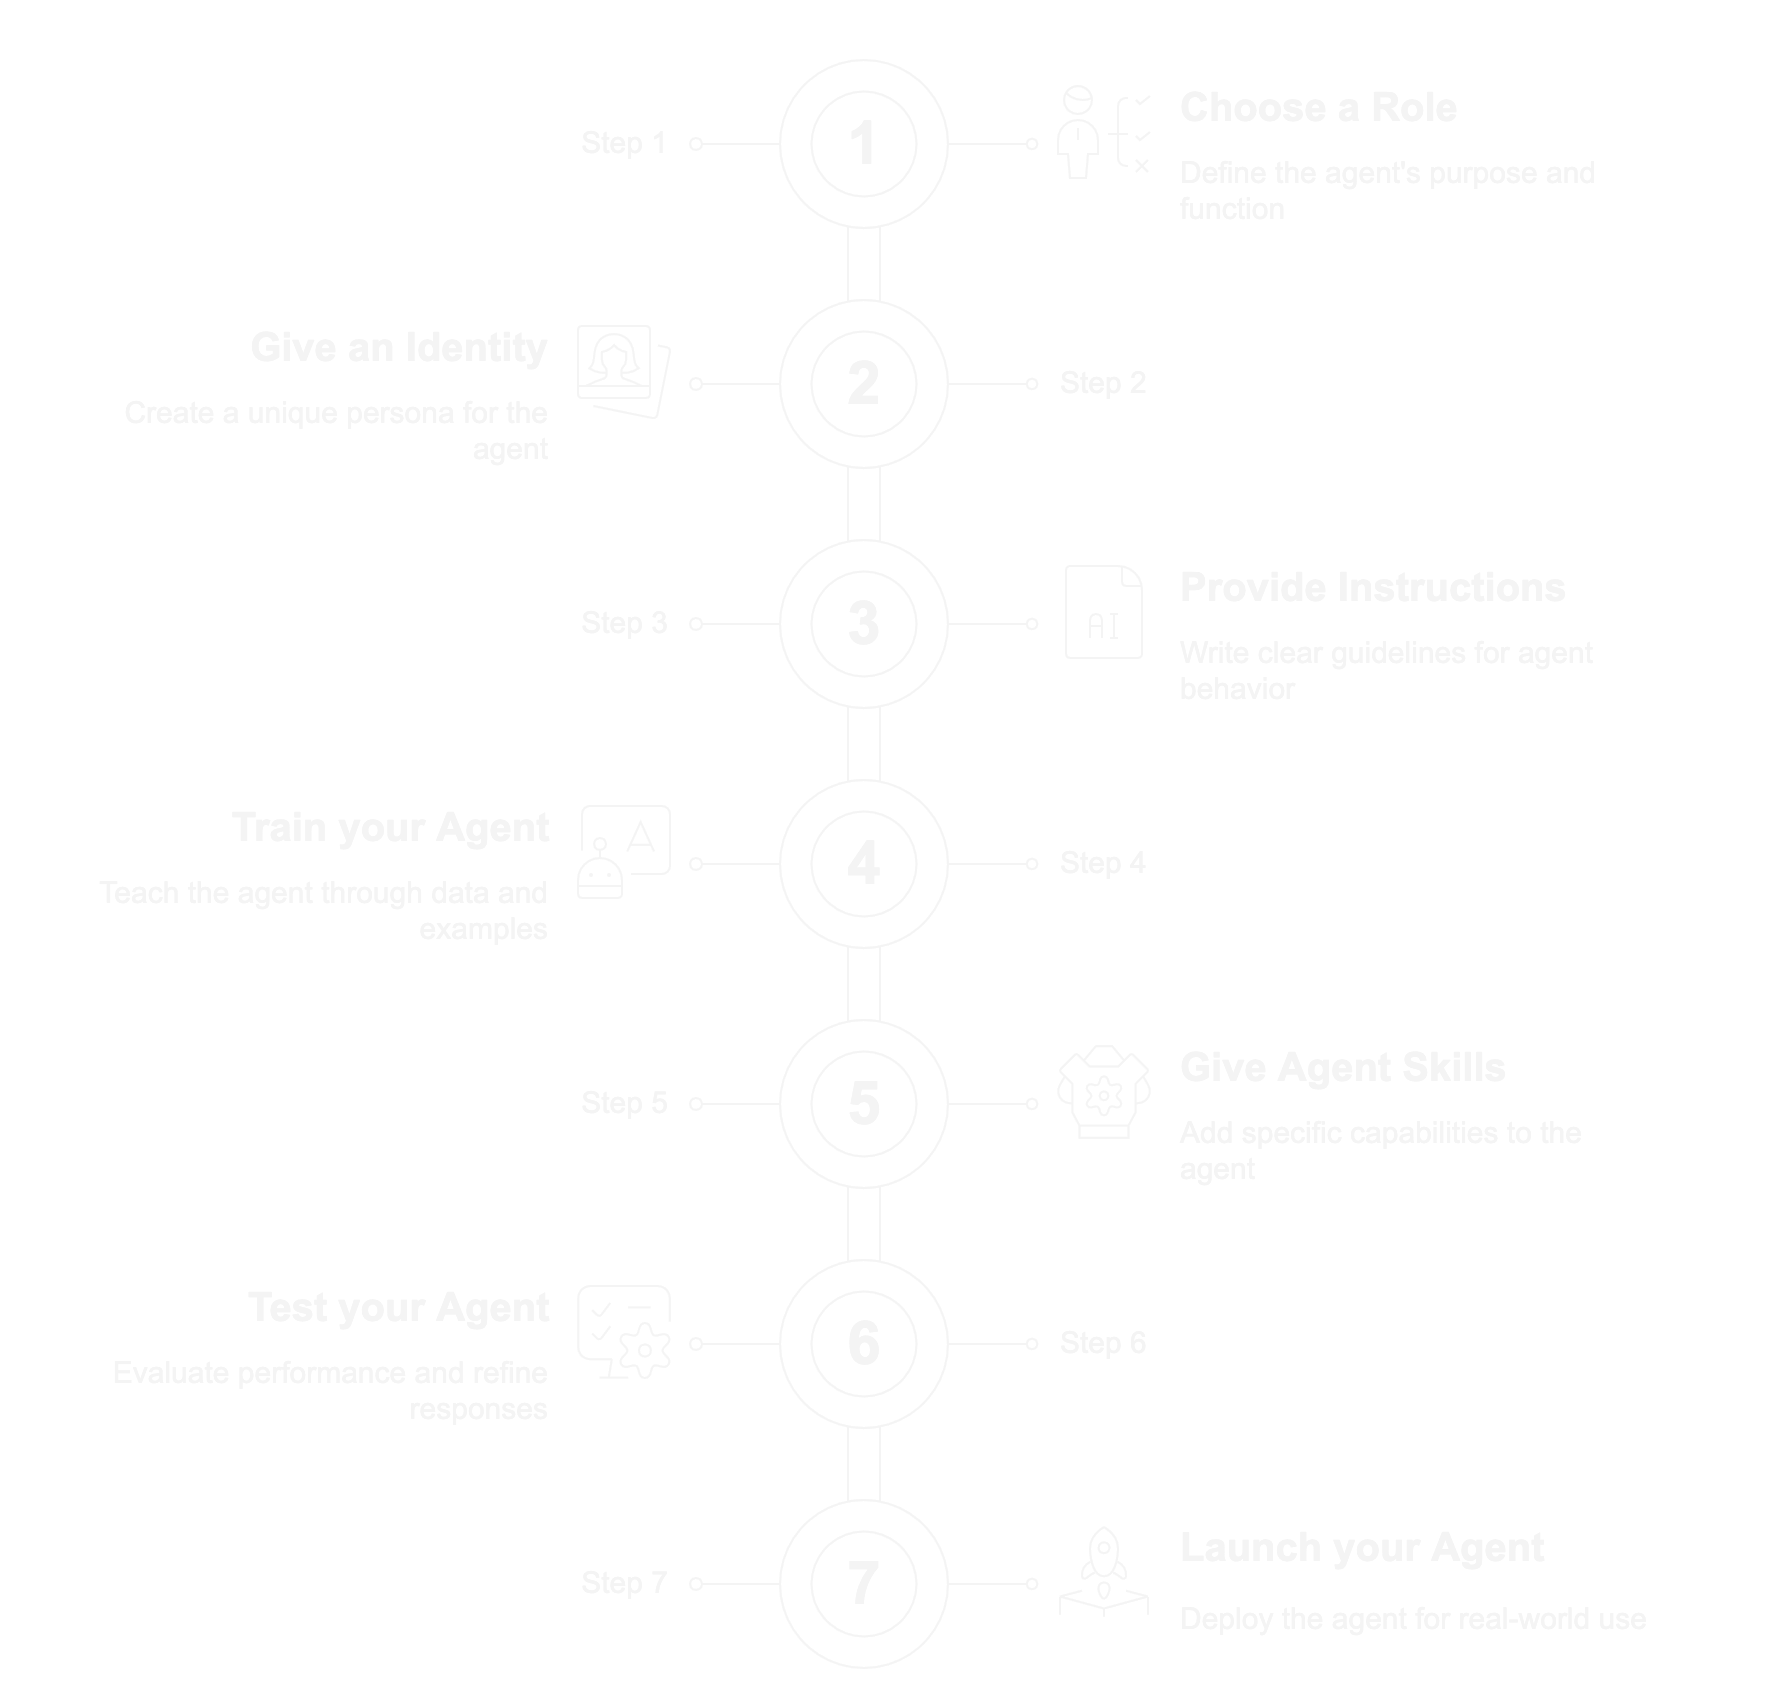 Step 1
1
Choose a Role
Define the agent's purpose and
function
Give an Identity
Create a unique persona for the
agent
2
Step 2
Step 3
3
AI
Provide Instructions
Write clear guidelines for agent
behavior
Train your Agent
Teach the agent through data and
examples
A
4
Step 4
Step 5
5
Give Agent Skills
Add specific capabilities to the
agent
Test your Agent
Evaluate performance and refine
responses
6
Step 6
Step 7
7
Launch your Agent
Deploy the agent for real-world use